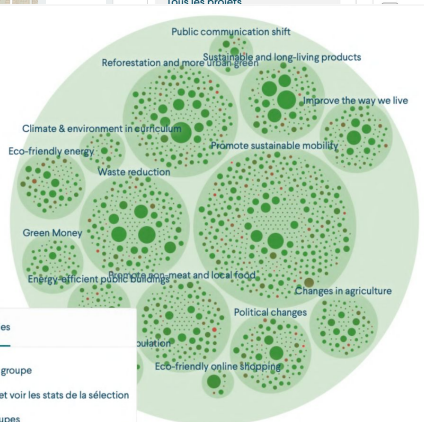 Tous les projets
Public communication shift
Sustainable and long-living products
Reforestation and more urban green
Improve the way we live
Climate & environment in curriculum
Promote sustainable mobility
Eco-friendly energy
Waste reduction
Green Money
Promote non-meat and local food
Energy-efficient public buildings
Changes in agriculture
Political changes
es
pulation
groupe
Eco-friendly online shopping
et voir les stats de la sélection
upes